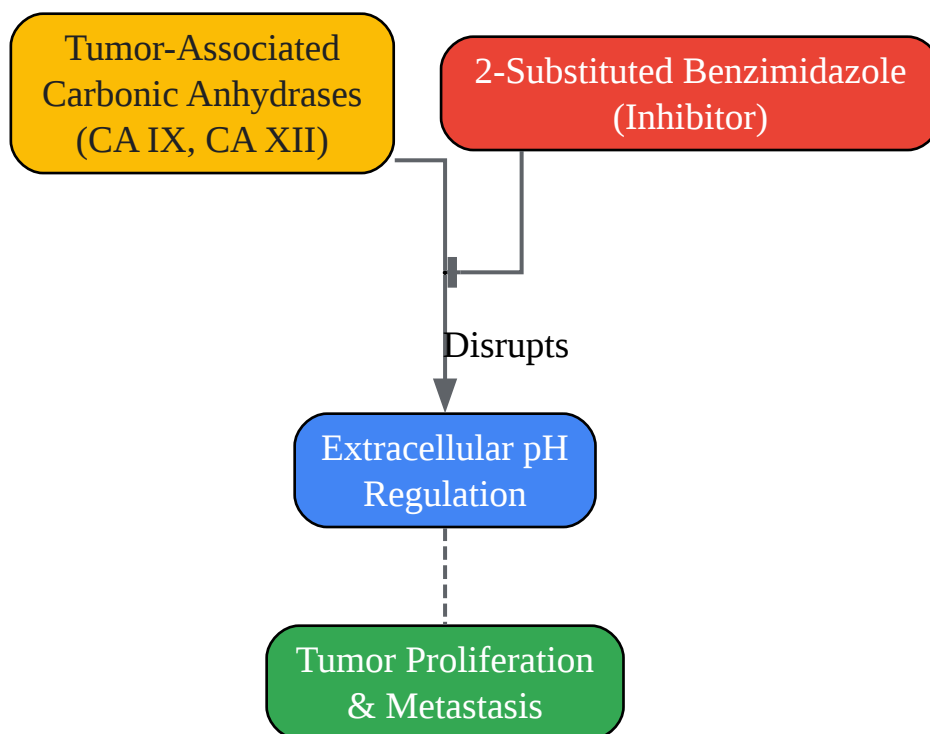 Tumor-Associated
Carbonic Anhydrases
(CA IX, CA XII)
2-Substituted Benzimidazole
(Inhibitor)
Disrupts
Extracellular pH
Regulation
Tumor Proliferation
& Metastasis